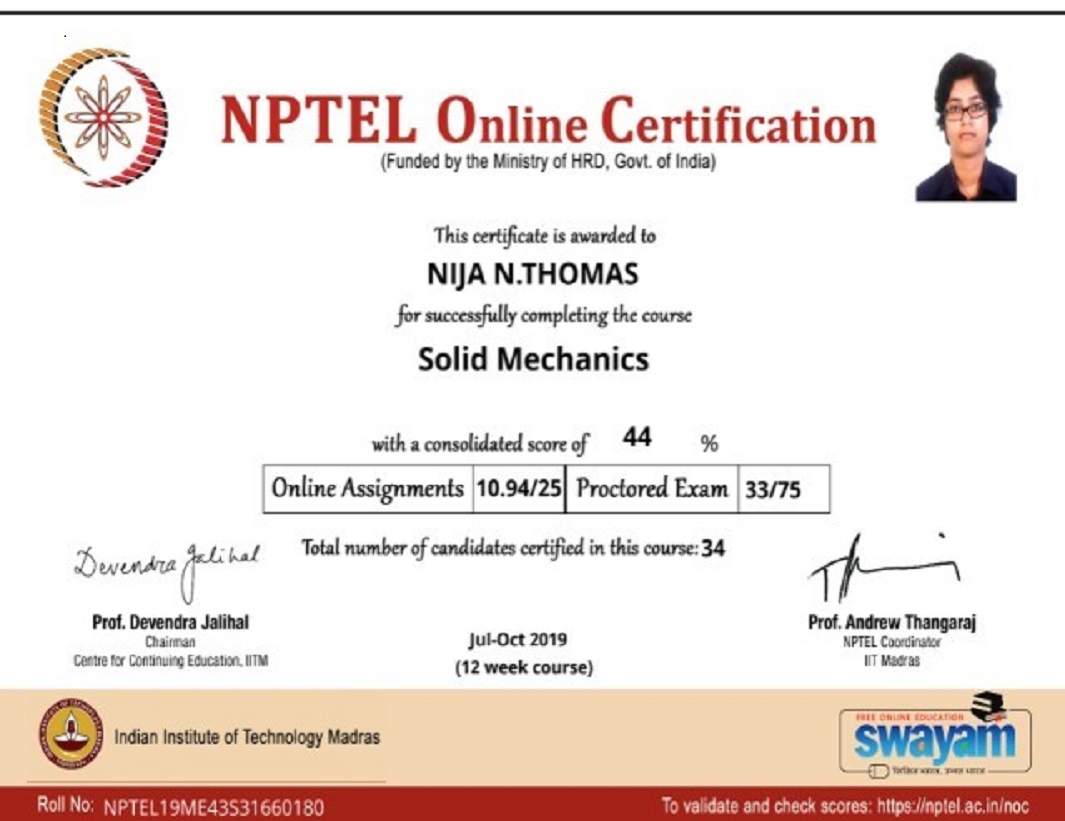 NPTEL Online Certification
(Funded by the Ministry of HRD, Govt. of India)
This certificate is awarded to
NIJA N.THOMAS
for successfully completing the course
Solid Mechanics
with a consolidated score of 44 %
Online Assignments 10.94/25 Proctored Exam 33/75
Total number of candidates certified in this course: 34
Devendra Jalihal
Prof. Devendra Jalihal
Chairman
Centre for Continuing Education, IITM
Jul-Oct 2019
(12 week course)
Prof. Andrew Thangaraj
NPTEL Coordinator
IIT Madras
Indian Institute of Technology Madras
FREE ONLINE EDUCATION
swayam
Roll No: NPTEL19ME43S31660180
To validate and check scores: https://nptel.ac.in/noc